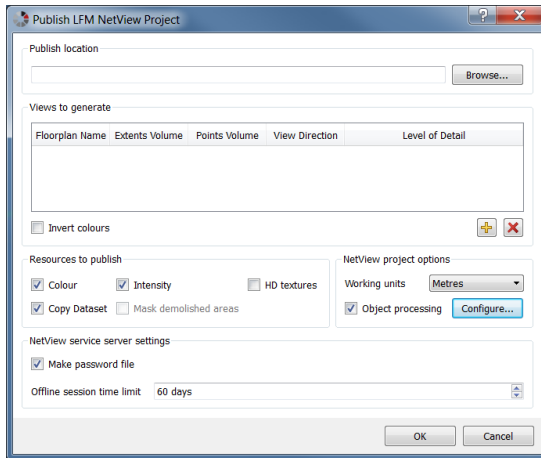 Publish LFM NetView Project
?
X
Publish location
Browse...
Views to generate
Floorplan Name Extents Volume Points Volume View Direction Level of Detail
Invert colours
Resources to publish
Colour Intensity HD textures
Copy Dataset Mask demolished areas
NetView project options
Working units Metres
Object processing Configure...
NetView service server settings
Make password file
Offline session time limit 60 days
OK Cancel